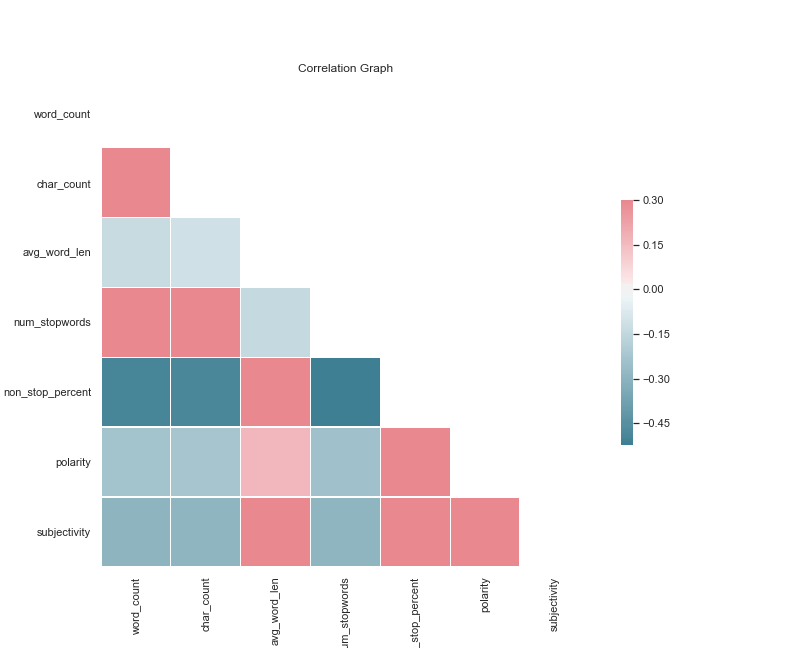 Correlation Graph
word_count
char_count
avg_word_len
num_stopwords
non_stop_percent
polarity
subjectivity
0.30
0.15
0.00
−0.15
−0.30
−0.45
word_count
char_count
avg_word_len
um_stopwords
_stop_percent
polarity
subjectivity